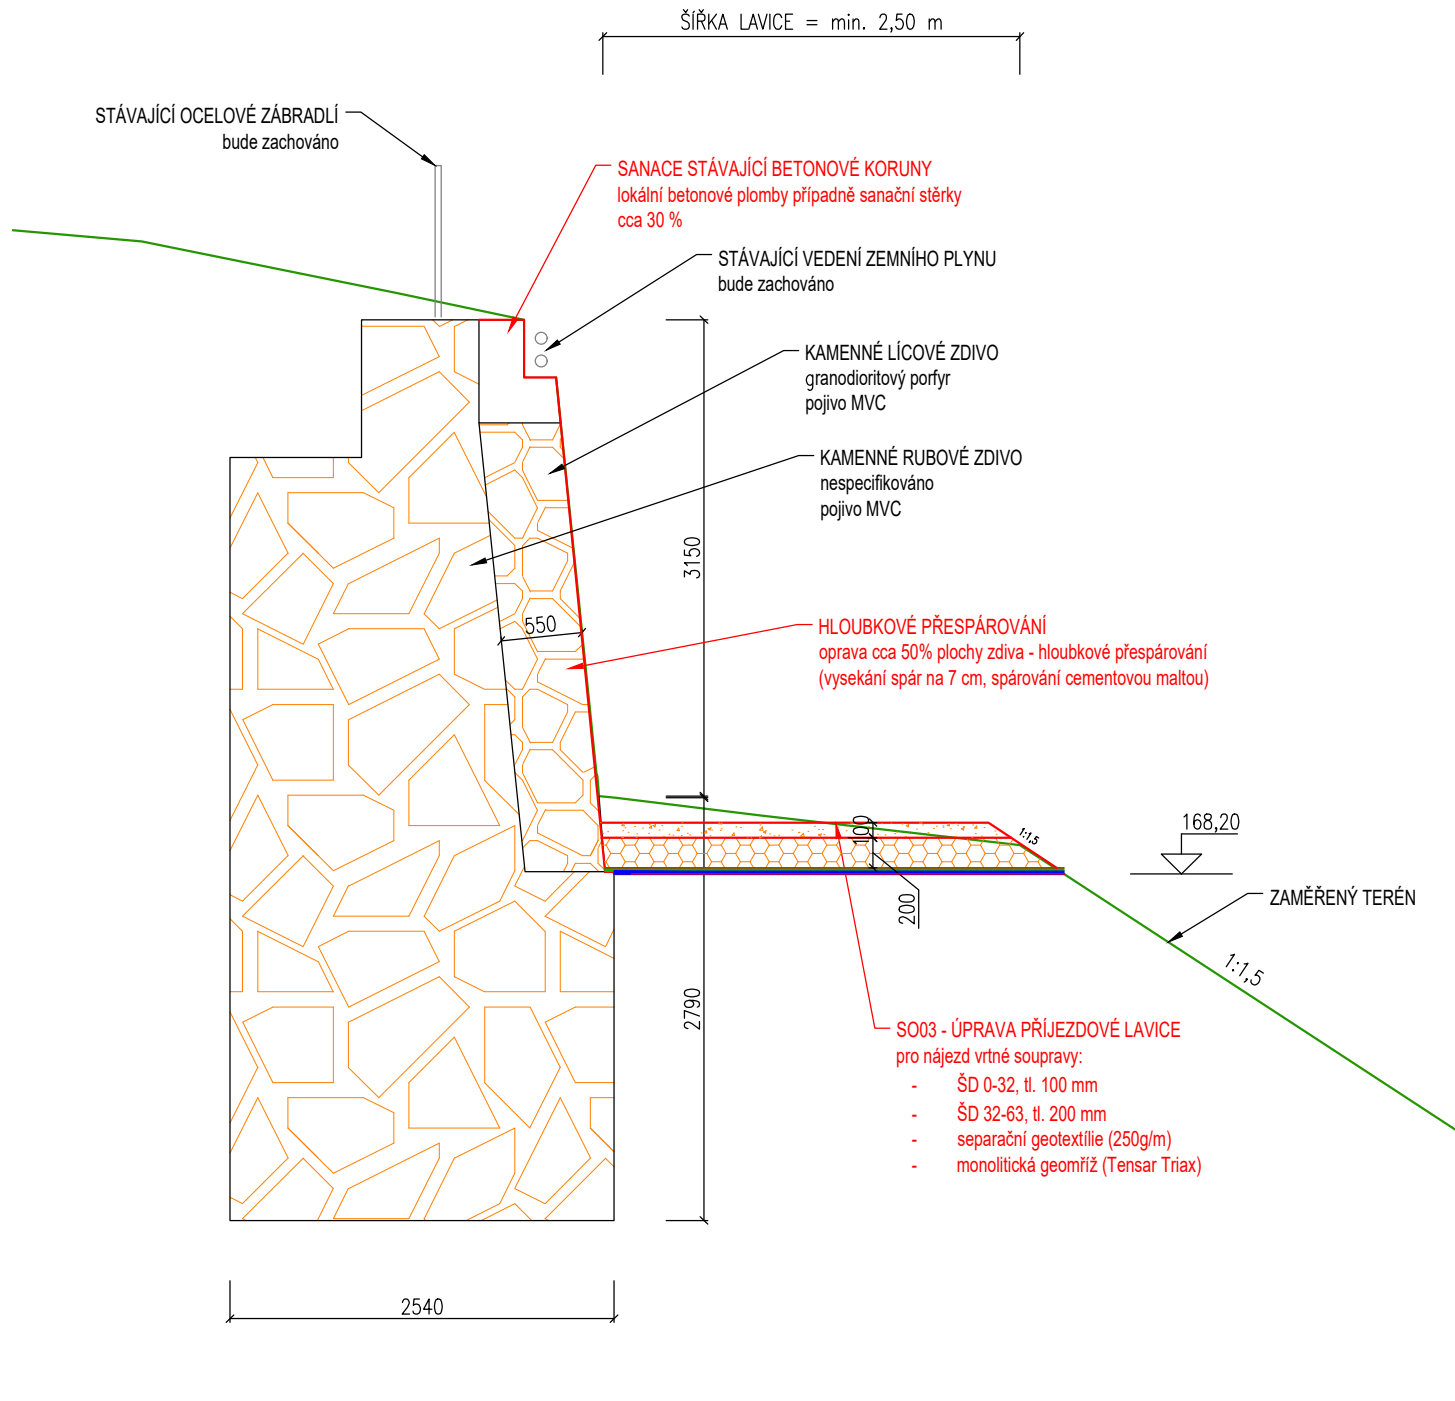 ŠÍŘKA LAVICE = min. 2,50 m
STÁVAJÍCÍ OCELOVÉ ZÁBRADLÍ
bude zachováno
SANACE STÁVAJÍCÍ BETONOVÉ KORUNY
lokální betonové plomby případně sanační stěrky
cca 30 %
STÁVAJÍCÍ VEDENÍ ZEMNÍHO PLYNU
bude zachováno
KAMENNÉ LÍCOVÉ ZDIVO
granodioritový porfyr
pojivo MVC
KAMENNÉ RUBOVÉ ZDIVO
nespecifikováno
pojivo MVC
3150
550
HLOUBKOVÉ PŘESPÁROVÁNÍ
oprava cca 50% plochy zdiva - hloubkové přespárování
(vysekání spár na 7 cm, spárování cementovou maltou)
100
1:1,5
168,20
200
ZAMĚŘENÝ TERÉN
1:1,5
2790
SO03 - ÚPRAVA PŘÍJEZDOVÉ LAVICE
pro nájezd vrtné soupravy:
- ŠD 0-32, tl. 100 mm
- ŠD 32-63, tl. 200 mm
- separační geotextílie (250g/m)
- monolitická geomříž (Tensar Triax)
2540